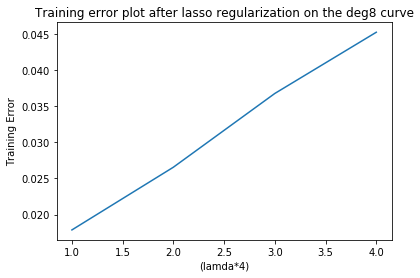 Training error plot after lasso regularization on the deg8 curve
0.045
0.040
0.035
0.030
0.025
0.020
Training Error
1.0 1.5 2.0 2.5 3.0 3.5 4.0
(lamda*4)